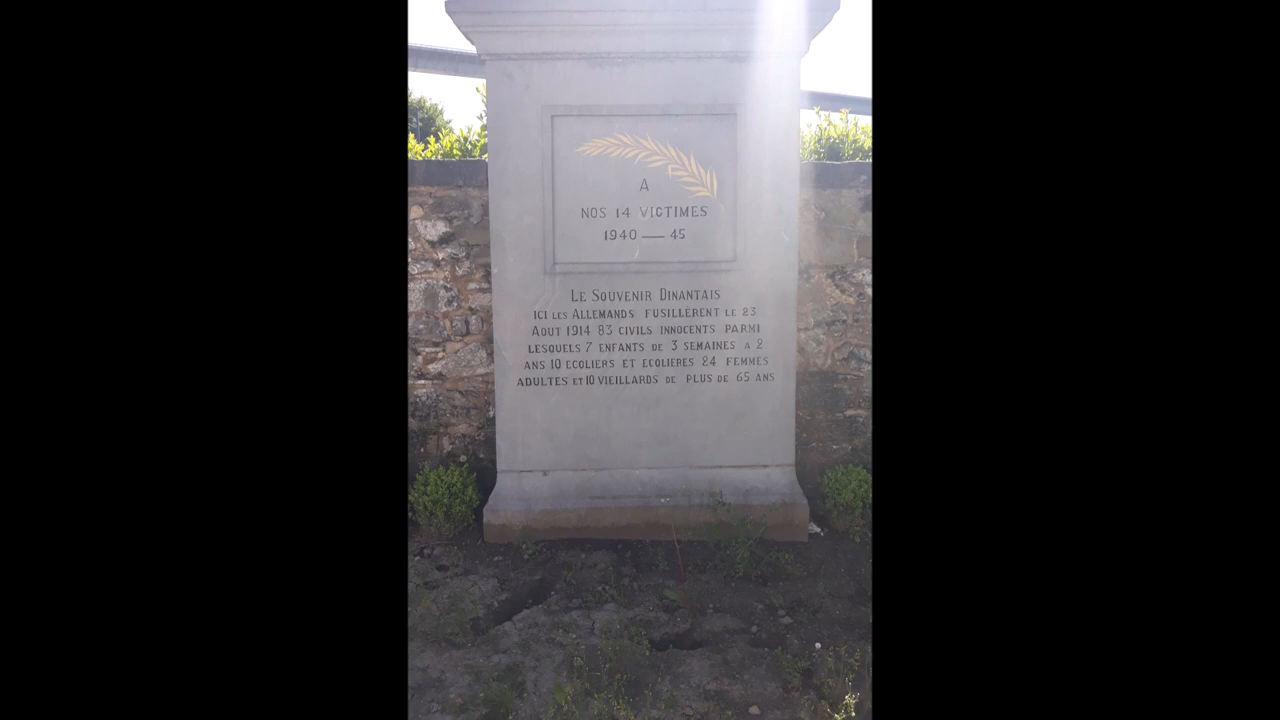 A
NOS 14 VICTIMES
1940 — 45
LE SOUVENIR DINANTAIS
ICI LES ALLEMANDS FUSILLÈRENT LE 23
AOUT 1914 83 CIVILS INNOCENTS PARMI
LESQUELS 7 ENFANTS DE 3 SEMAINES A 2
ANS 10 ECOLIERS ET ECOLIERES 24 FEMMES
ADULTES ET 10 VIEILLARDS DE PLUS DE 65 ANS